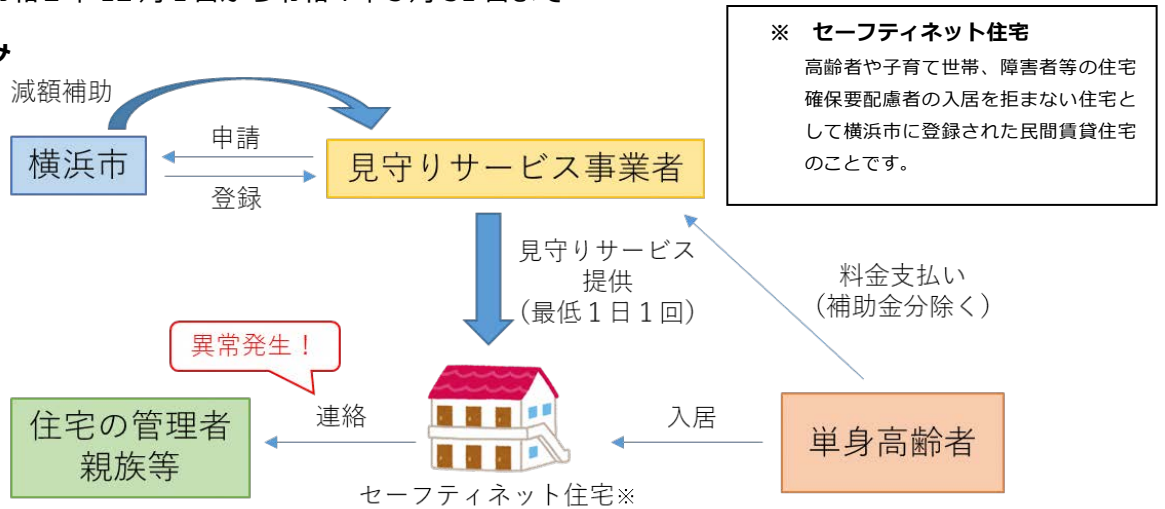 ※ セーフティネット住宅
高齢者や子育て世帯、障害者等の住宅
確保要配慮者の入居を拒まない住宅と
して横浜市に登録された民間賃貸住宅
のことです。
減額補助
横浜市
申請
登録
見守りサービス事業者
見守りサービス
提供
(最低1日1回)
料金支払い
(補助金分除く)
異常発生!
住宅の管理者
親族等
連絡
入居
単身高齢者
セーフティネット住宅※